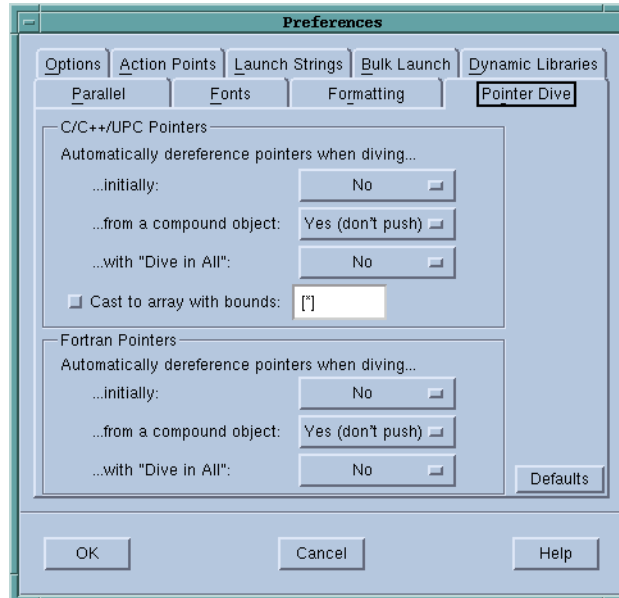 Preferences
Options Action Points Launch Strings Bulk Launch Dynamic Libraries
Parallel Fonts Formatting Pointer Dive
C/C++/UPC Pointers
Automatically dereference pointers when diving...
...initially: No
...from a compound object: Yes (don't push)
...with "Dive in All": No
Cast to array with bounds: [*]
Fortran Pointers
Automatically dereference pointers when diving...
...initially: No
...from a compound object: Yes (don't push)
...with "Dive in All": No
Defaults
OK Cancel Help